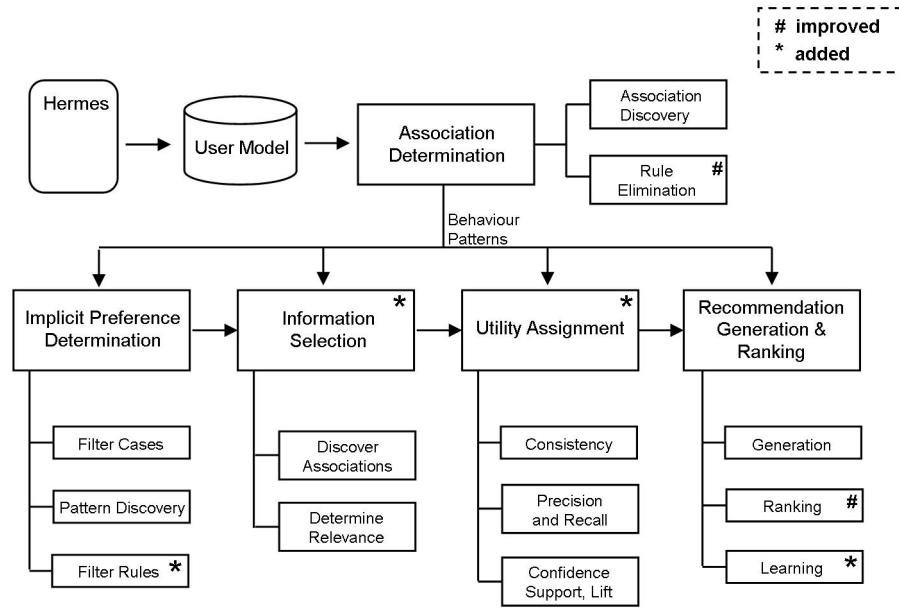 # improved
* added
Hermes
User Model
Association
Determination
Association
Discovery
Rule
Elimination #
Behaviour
Patterns
Implicit Preference
Determination
Information
Selection
*
Utility Assignment
*
Recommendation
Generation &
Ranking
Filter Cases
Pattern Discovery
Filter Rules *
Discover
Associations
Determine
Relevance
Consistency
Precision
and Recall
Confidence
Support, Lift
Generation
Ranking #
Learning *